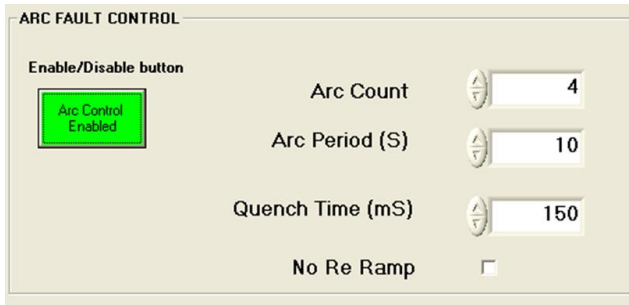 ARC FAULT CONTROL
Enable/Disable button
Arc Control
Enabled
Arc Count 4
Arc Period (S) 10
Quench Time (mS) 150
No Re Ramp